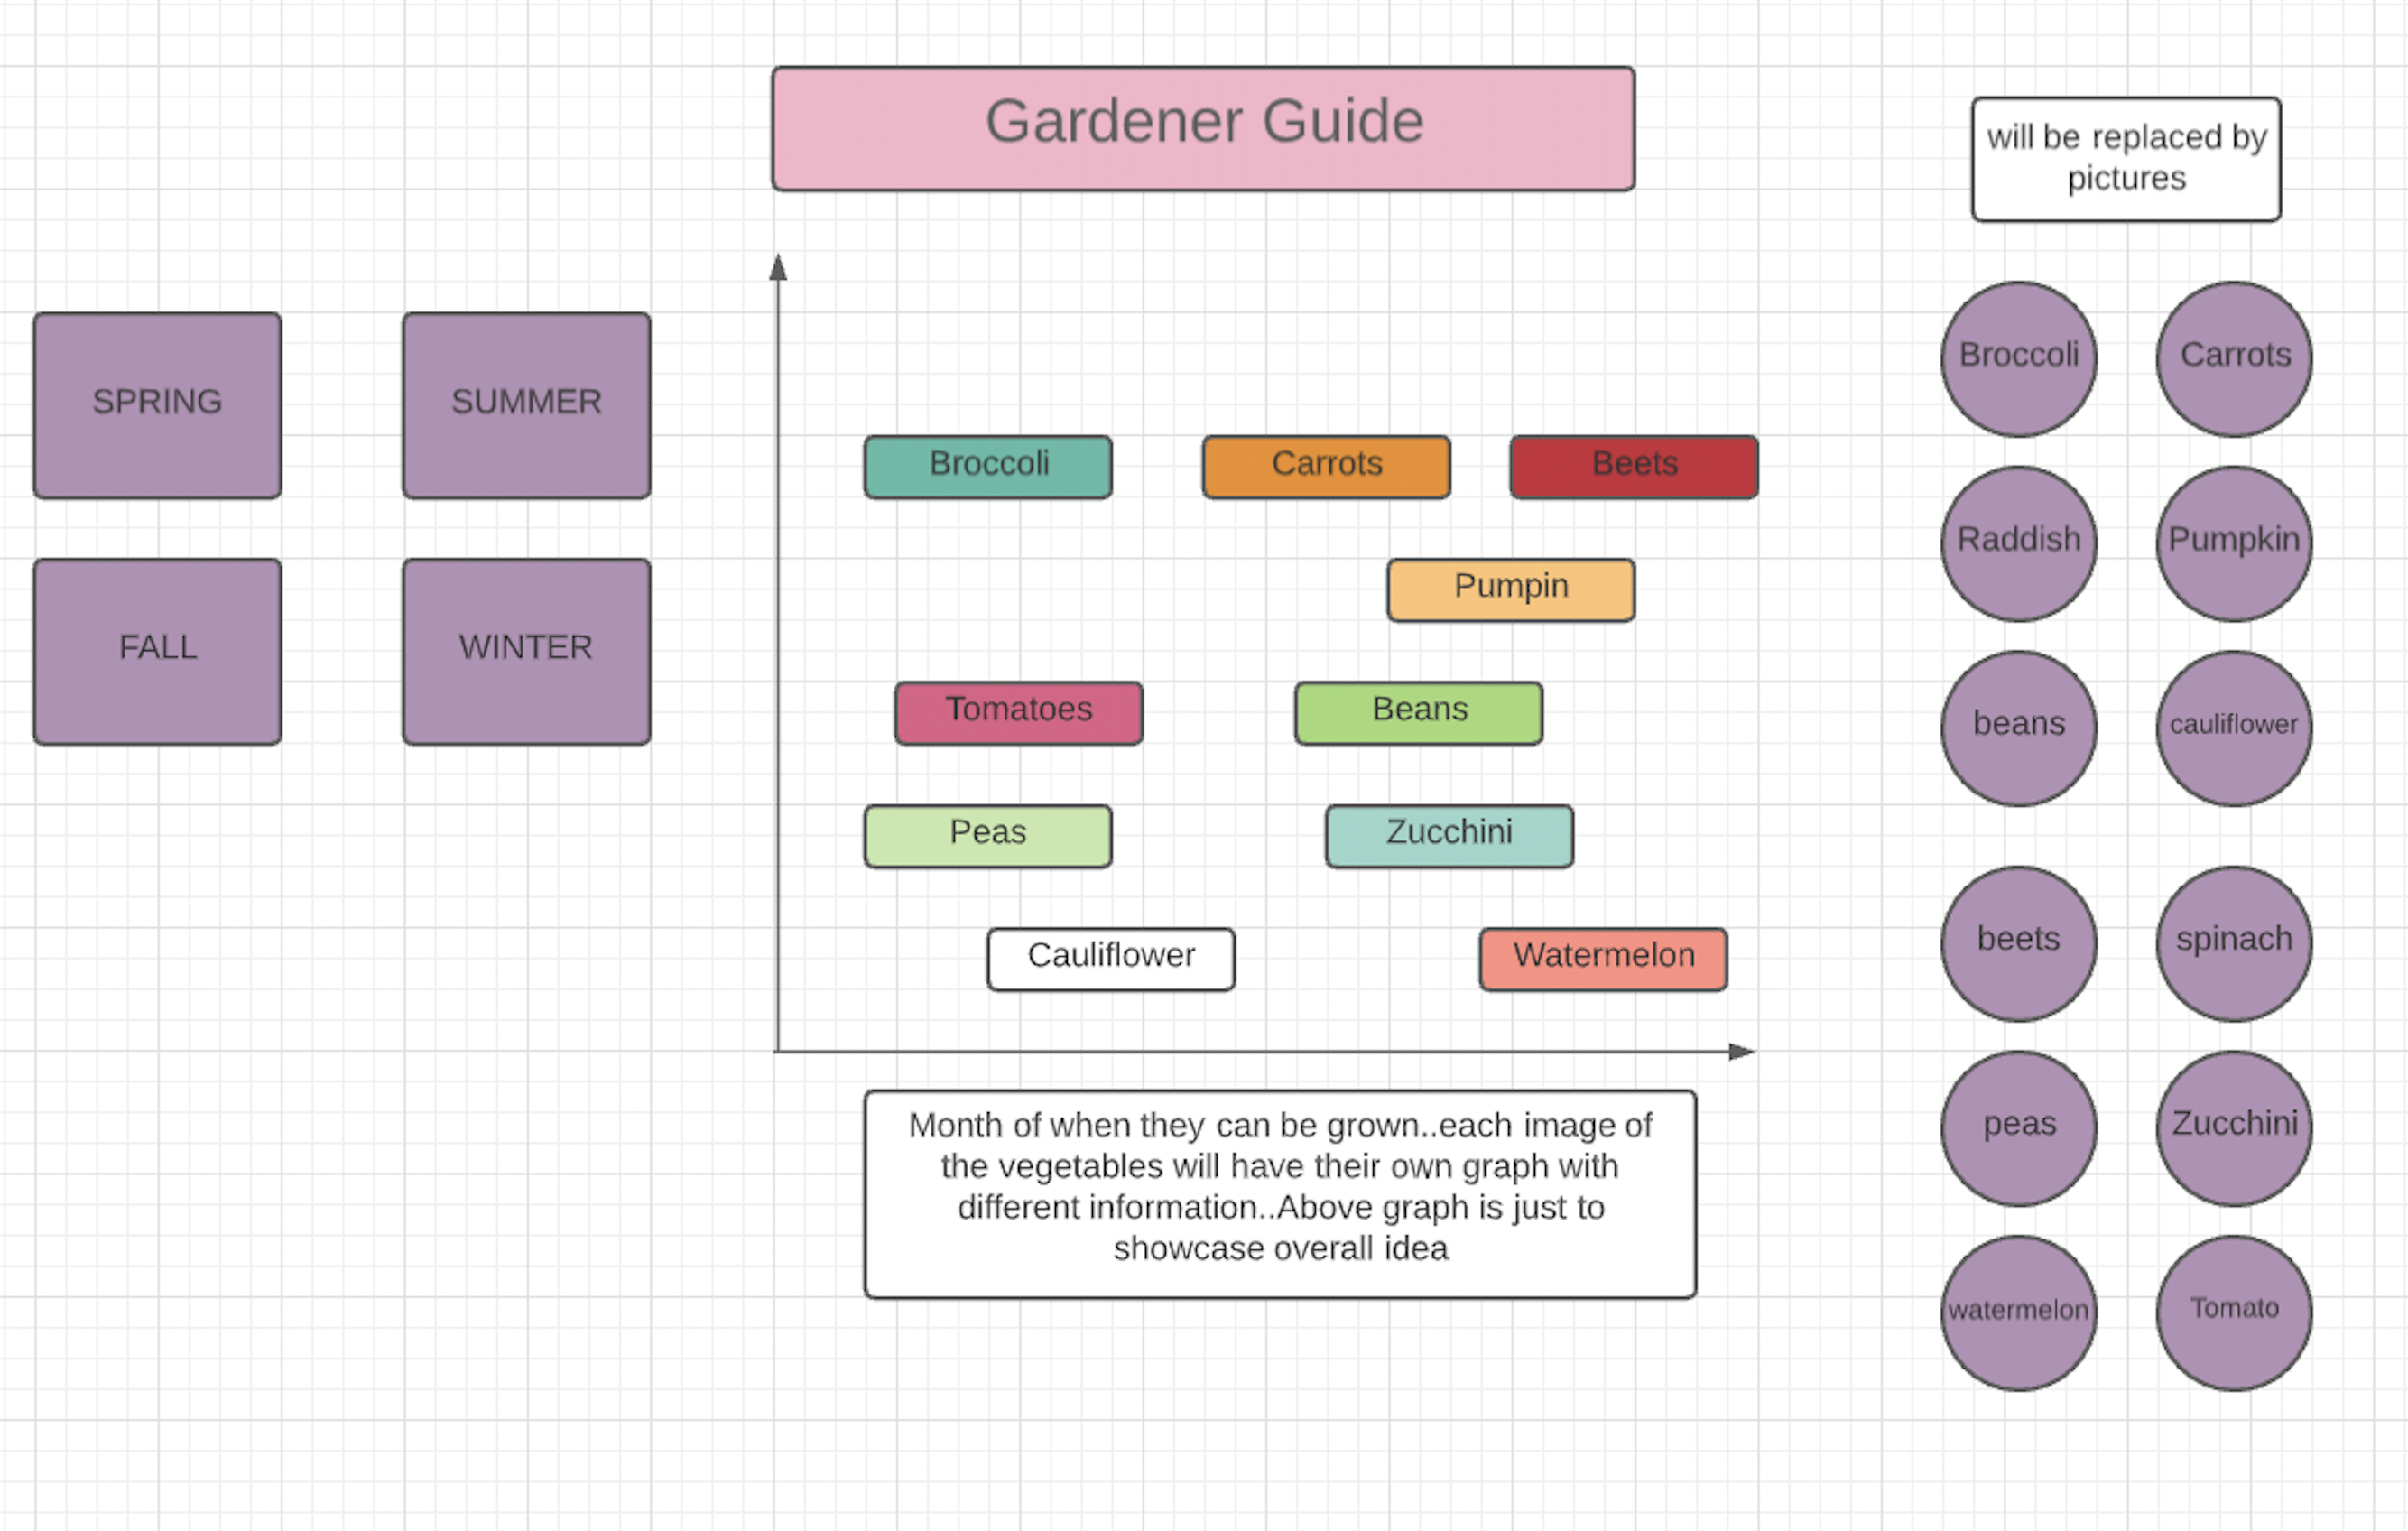 Gardener Guide
will be replaced by
pictures
SPRING
SUMMER
FALL
WINTER
Broccoli
Carrots
Beets
Pumpin
Tomatoes
Beans
Peas
Zucchini
Cauliflower
Watermelon
Month of when they can be grown..each image of
the vegetables will have their own graph with
different information..Above graph is just to
showcase overall idea
Broccoli
Carrots
Raddish
Pumpkin
beans
cauliflower
beets
spinach
peas
Zucchini
watermelon
Tomato